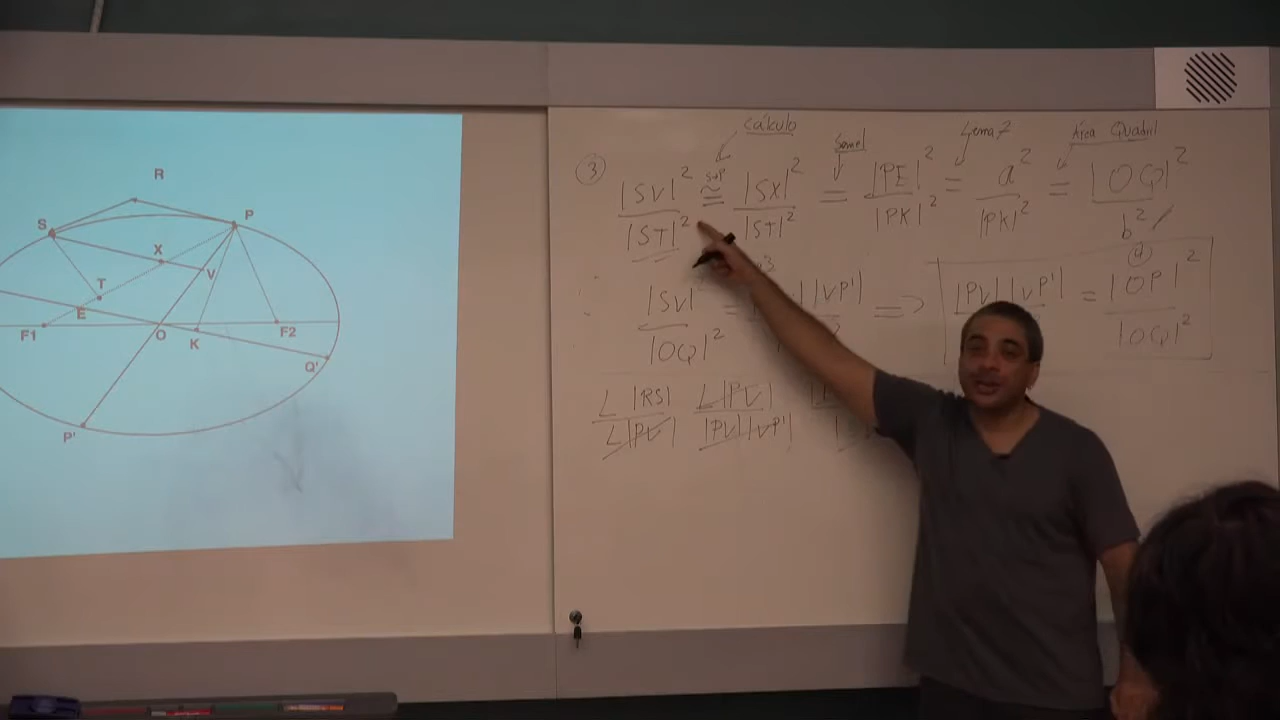 R
S
P
X
V
T
E
F1
O
K
F2
Q'
P'
Cálculo
Semel
Área Quadril
③ |SV|² / |ST|² ≅ |SX|² / |ST|² = |PE|² / |PK|² = a² / |PK|² = |OQ|² / b²
sup
|SV|² / |OQ|² = |VP'| ⇒ |PV||VP'| = |OP|² / |OQ|²
L |RS| / L |PV| L |PV| / |PV||VP'|